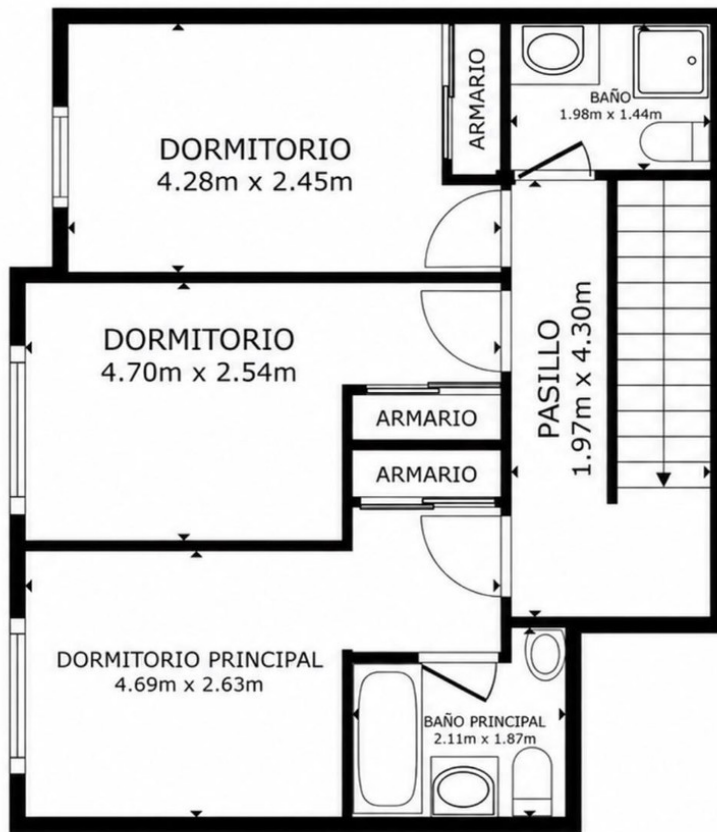 DORMITORIO
4.28m x 2.45m
ARMARIO
BAÑO
1.98m x 1.44m
DORMITORIO
4.70m x 2.54m
ARMARIO
ARMARIO
PASILLO
1.97m x 4.30m
DORMITORIO PRINCIPAL
4.69m x 2.63m
BAÑO PRINCIPAL
2.11m x 1.87m